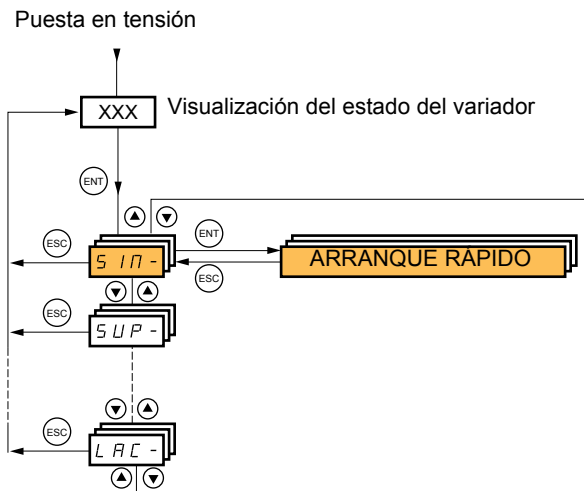 Puesta en tensión
XXX
Visualización del estado del variador
ENT
ESC
SIM-
ENT
ESC
ARRANQUE RÁPIDO
ESC
SUP-
ESC
LAC-